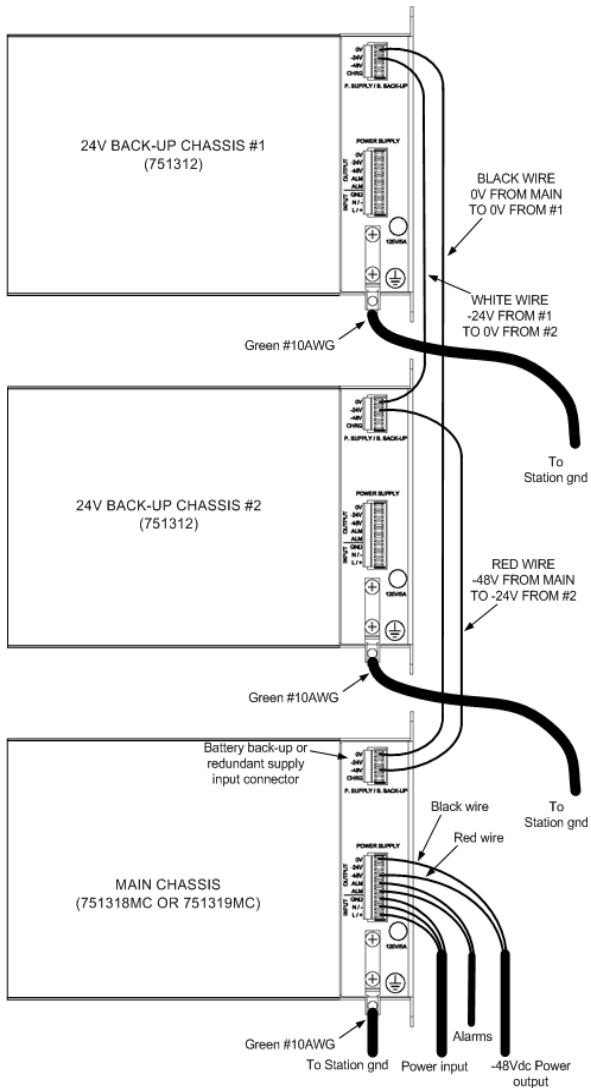 0V
-24V
-48V
CHRG
P. SUPPLY / B. BACK-UP
24V BACK-UP CHASSIS #1
(751312)
POWER SUPPLY
OUTPUT
0V
-24V
-48V
ALM
ALM
INPUT
GND
N / -
L / +
120V/5A
BLACK WIRE
0V FROM MAIN
TO 0V FROM #1
WHITE WIRE
-24V FROM #1
TO 0V FROM #2
Green #10AWG
To
Station gnd
0V
-24V
-48V
CHRG
P. SUPPLY / B. BACK-UP
24V BACK-UP CHASSIS #2
(751312)
POWER SUPPLY
OUTPUT
0V
-24V
-48V
ALM
ALM
INPUT
GND
N / -
L / +
120V/5A
RED WIRE
-48V FROM MAIN
TO -24V FROM #2
Green #10AWG
To
Station gnd
Battery back-up or
redundant supply
input connector
0V
-24V
-48V
CHRG
P. SUPPLY / B. BACK-UP
Black wire
Red wire
MAIN CHASSIS
(751318MC OR 751319MC)
POWER SUPPLY
OUTPUT
0V
-24V
-48V
ALM
ALM
INPUT
GND
N / -
L / +
120V/5A
Green #10AWG
To Station gnd
Power input
Alarms
-48Vdc Power
output